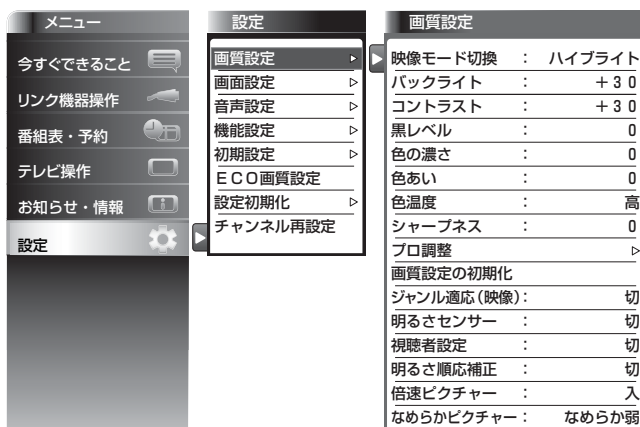 メニュー
今すぐできること
リンク機器操作
番組表・予約
テレビ操作
お知らせ・情報
設定
設定
画質設定
画面設定
音声設定
機能設定
初期設定
ECO画質設定
設定初期化
チャンネル再設定
画質設定
映像モード切換 : ハイブライト
バックライト : +30
コントラスト : +30
黒レベル : 0
色の濃さ : 0
色あい : 0
色温度 : 高
シャープネス : 0
プロ調整
画質設定の初期化
ジャンル適応(映像): 切
明るさセンサー : 切
視聴者設定 : 切
明るさ順応補正 : 切
倍速ピクチャー : 入
なめらかピクチャー: なめらか弱